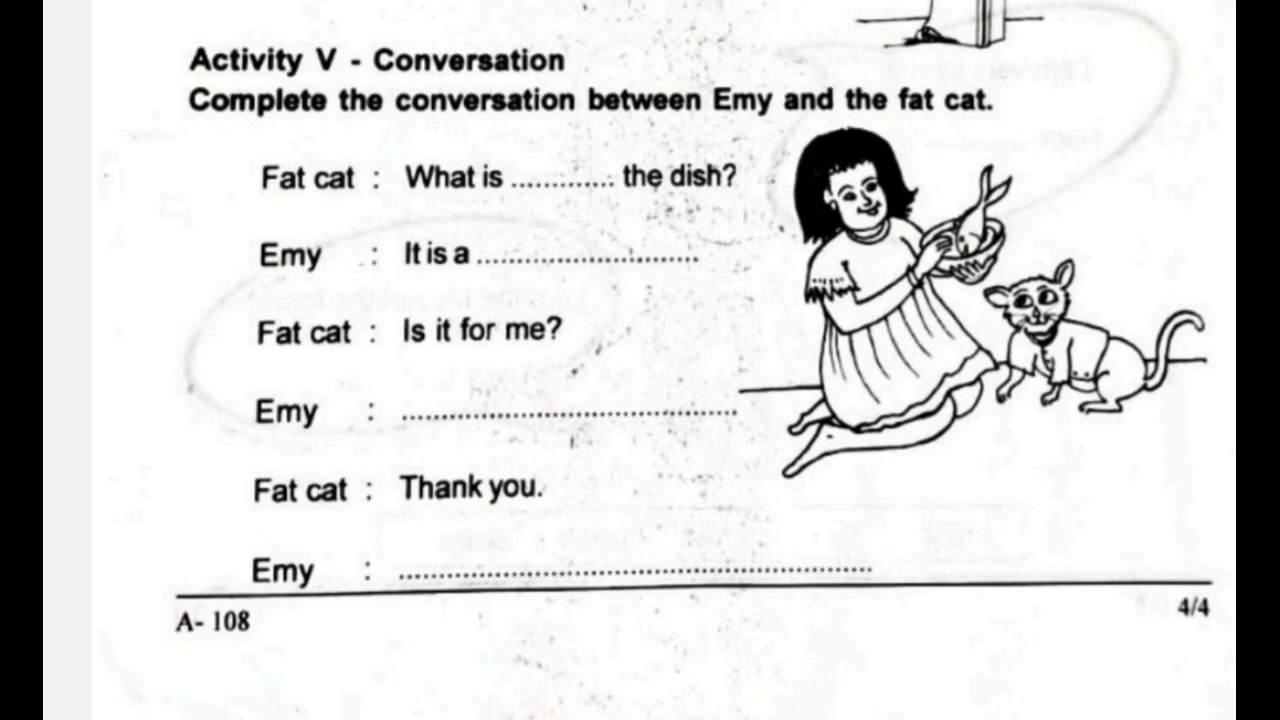 Activity V - Conversation
Complete the conversation between Emy and the fat cat.
Fat cat : What is ............ the dish?
Emy : It is a ..........................
Fat cat : Is it for me?
Emy : ........................................
Fat cat : Thank you.
Emy : ........................................................
A- 108
4/4